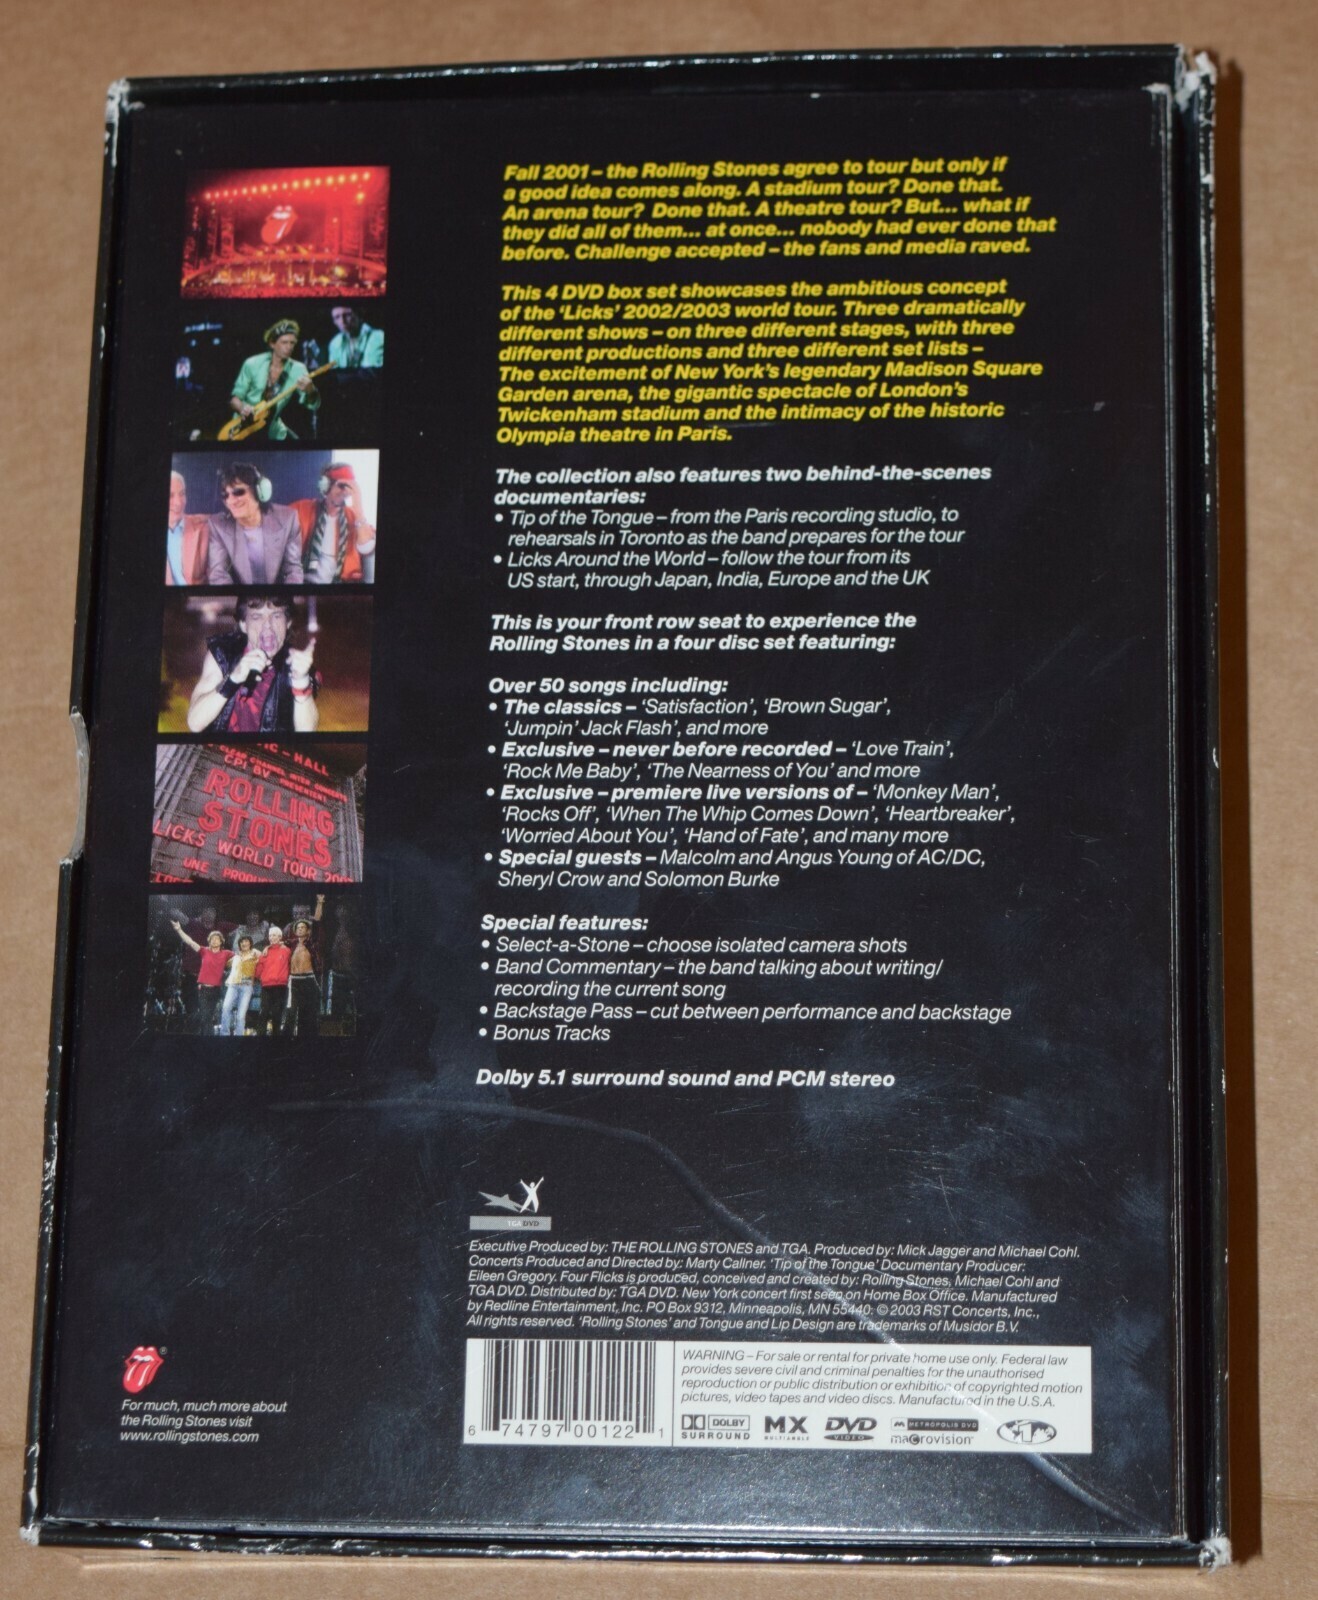 Fall 2001 – the Rolling Stones agree to tour but only if
a good idea comes along. A stadium tour? Done that.
An arena tour? Done that. A theatre tour? But... what if
they did all of them... at once... nobody had ever done that
before. Challenge accepted – the fans and media raved.
This 4 DVD box set showcases the ambitious concept
of the 'Licks' 2002/2003 world tour. Three dramatically
different shows – on three different stages, with three
different productions and three different set lists –
The excitement of New York's legendary Madison Square
Garden arena, the gigantic spectacle of London's
Twickenham stadium and the intimacy of the historic
Olympia theatre in Paris.
The collection also features two behind-the-scenes
documentaries:
• Tip of the Tongue – from the Paris recording studio, to
rehearsals in Toronto as the band prepares for the tour
• Licks Around the World – follow the tour from its
US start, through Japan, India, Europe and the UK
This is your front row seat to experience the
Rolling Stones in a four disc set featuring:
Over 50 songs including:
• The classics – 'Satisfaction', 'Brown Sugar',
'Jumpin' Jack Flash', and more
• Exclusive – never before recorded – 'Love Train',
'Rock Me Baby', 'The Nearness of You' and more
• Exclusive – premiere live versions of – 'Monkey Man',
'Rocks Off', 'When The Whip Comes Down', 'Heartbreaker',
'Worried About You', 'Hand of Fate', and many more
• Special guests – Malcolm and Angus Young of AC/DC,
Sheryl Crow and Solomon Burke
Special features:
• Select-a-Stone – choose isolated camera shots
• Band Commentary – the band talking about writing/
recording the current song
• Backstage Pass – cut between performance and backstage
• Bonus Tracks
Dolby 5.1 surround sound and PCM stereo
HALL
ROLLING
STONES
LICKS WORLD TOUR
TGA DVD
Executive Produced by: THE ROLLING STONES and TGA. Produced by: Mick Jagger and Michael Cohl.
Concerts Produced and Directed by: Marty Callner. 'Tip of the Tongue' Documentary Producer:
Eileen Gregory. Four Flicks is produced, conceived and created by: Rolling Stones, Michael Cohl and
TGA DVD. Distributed by: TGA DVD. New York concert first seen on Home Box Office. Manufactured
by Redline Entertainment, Inc. PO Box 9312, Minneapolis, MN 55440. © 2003 RST Concerts, Inc.,
All rights reserved. 'Rolling Stones' and Tongue and Lip Design are trademarks of Musidor B.V.
®
For much, much more about
the Rolling Stones visit
www.rollingstones.com
6 74797 00122 1
WARNING – For sale or rental for private home use only. Federal law
provides severe civil and criminal penalties for the unauthorised
reproduction or public distribution or exhibition of copyrighted motion
pictures, video tapes and video discs. Manufactured in the U.S.A.
DOLBY
SURROUND
MX
MULTIANGLE
DVD
VIDEO
METROPOLIS DVD
macrovision
1